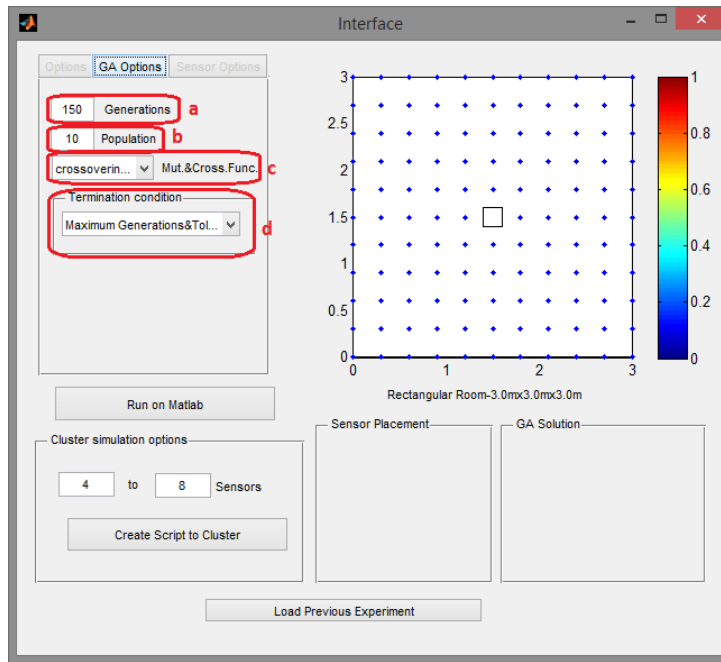 Interface
Options GA Options Sensor Options
150 Generations a
10 Population b
crossoverin... Mut.&Cross.Func. c
Termination condition
Maximum Generations&Tol... d
Run on Matlab
Cluster simulation options
4 to 8 Sensors
Create Script to Cluster
3
2.5
2
1.5
1
0.5
0
0 1 2 3
Rectangular Room-3.0mx3.0mx3.0m
1
0.8
0.6
0.4
0.2
0
Sensor Placement
GA Solution
Load Previous Experiment